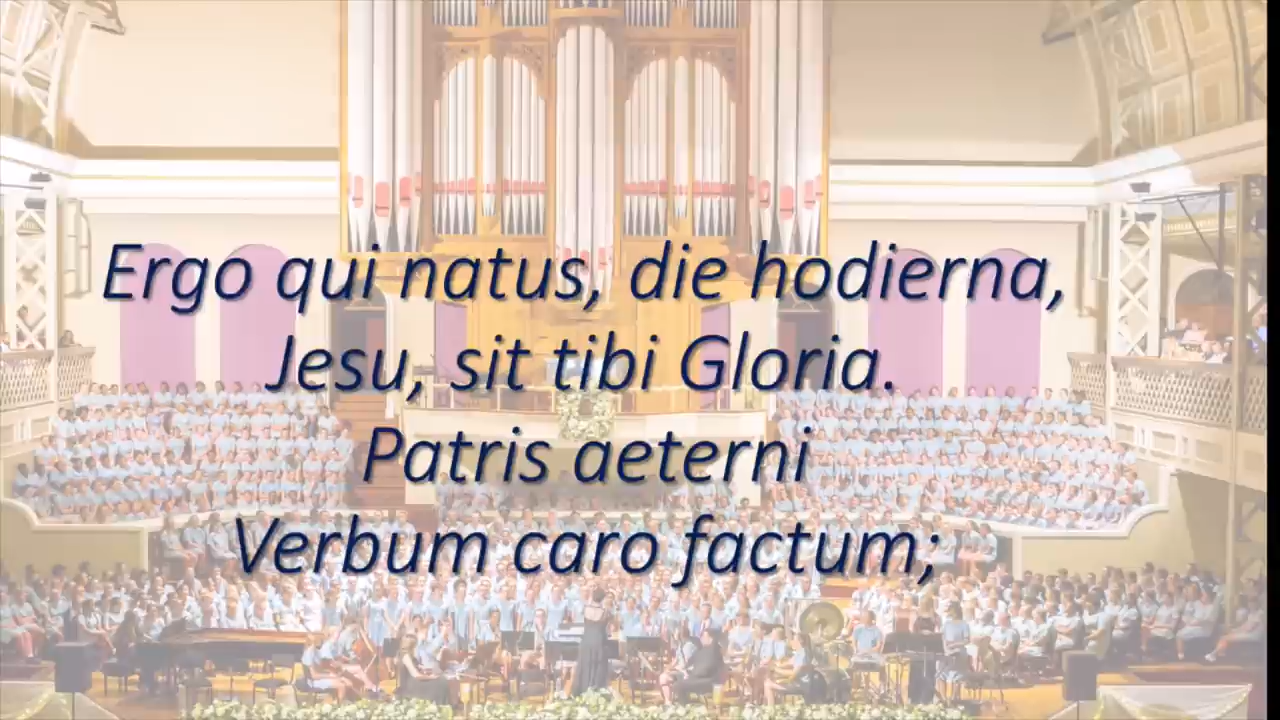 Ergo qui natus, die hodierna,
Jesu, sit tibi Gloria.
Patris aeterni
Verbum caro factum;